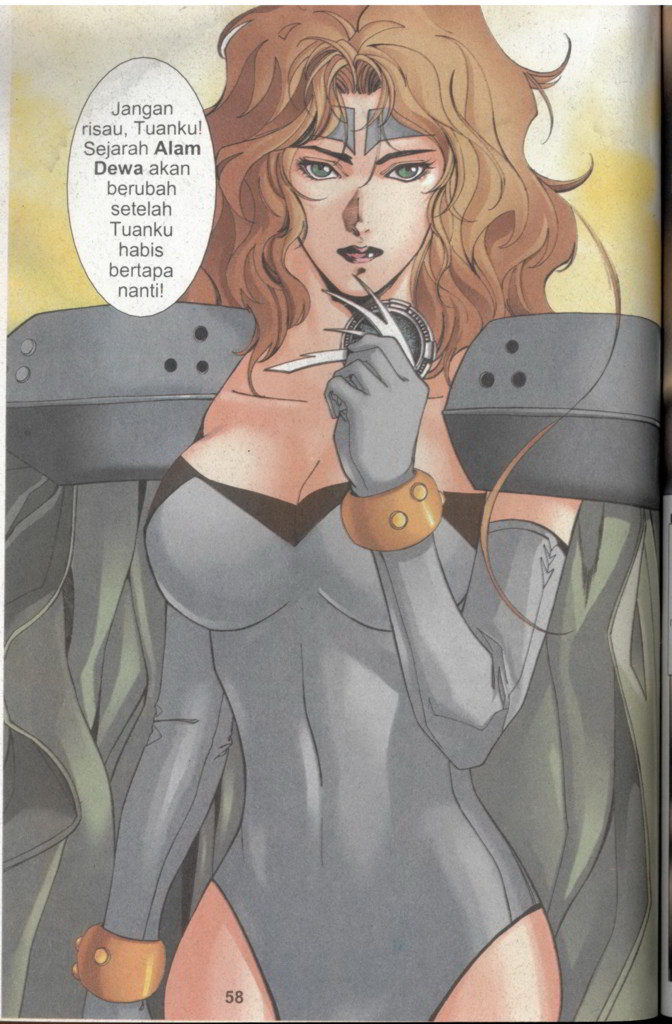 Jangan
risau, Tuanku!
Sejarah Alam
Dewa akan
berubah
setelah
Tuanku
habis
bertapa
nanti!
58